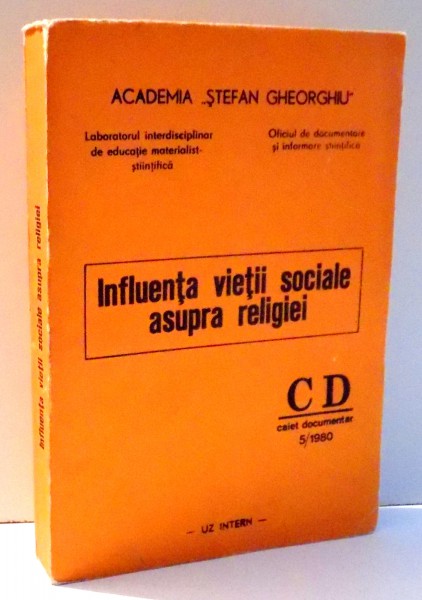 ACADEMIA „ŞTEFAN GHEORGHIU"
Laboratorul interdisciplinar
de educaţie materialist-
ştiinţifică
Oficiul de documentare
şi informare ştiinţifică
Influenţa vieţii sociale
asupra religiei
CD
caiet documentar
5/1980
— UZ INTERN —
Influenţa vieţii sociale asupra religiei